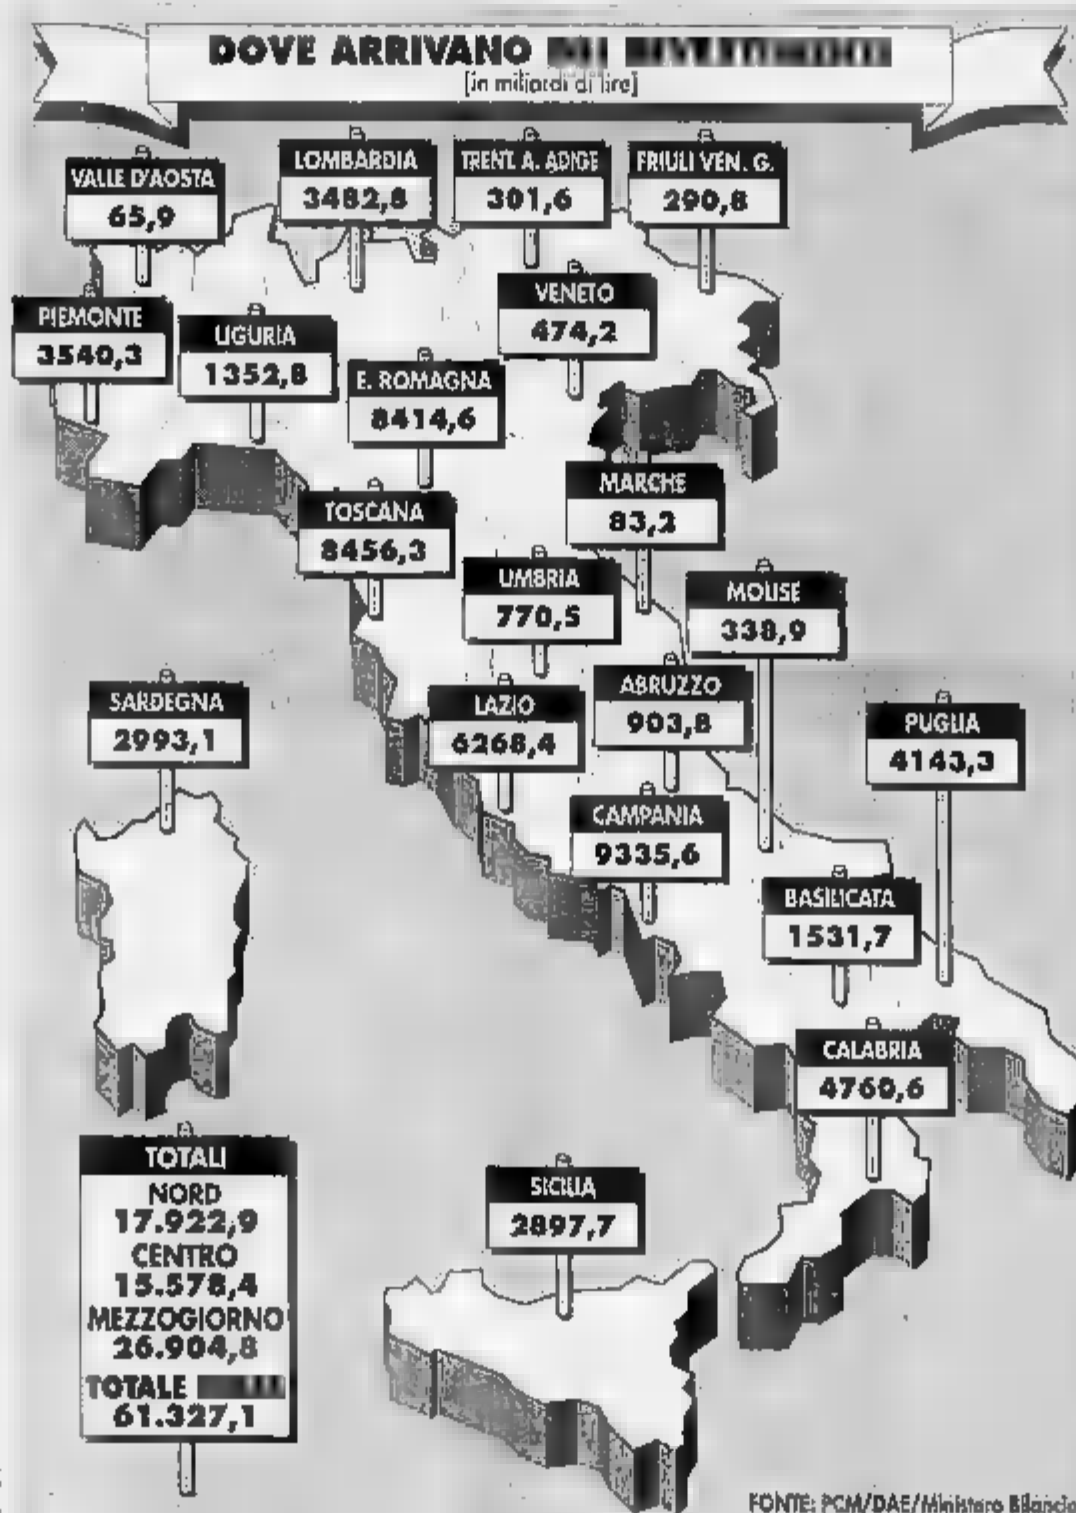 DOVE ARRIVANO
[in miliardi di lire]
VALLE D'AOSTA
65,9
LOMBARDIA
3482,8
TRENT. A. ADIGE
301,6
FRIULI VEN. G.
290,8
PIEMONTE
3540,3
LIGURIA
1352,8
E. ROMAGNA
8414,6
VENETO
474,2
TOSCANA
8456,3
MARCHE
83,2
UMBRIA
770,5
MOLISE
338,9
SARDEGNA
2993,1
LAZIO
6268,4
ABRUZZO
903,8
PUGLIA
4143,3
CAMPANIA
9335,6
BASILICATA
1531,7
CALABRIA
4760,6
SICILIA
2897,7
TOTALI
NORD
17.922,9
CENTRO
15.578,4
MEZZOGIORNO
26.904,8
TOTALE
61.327,1
FONTE: PCM/DAE/Ministero Bilancio